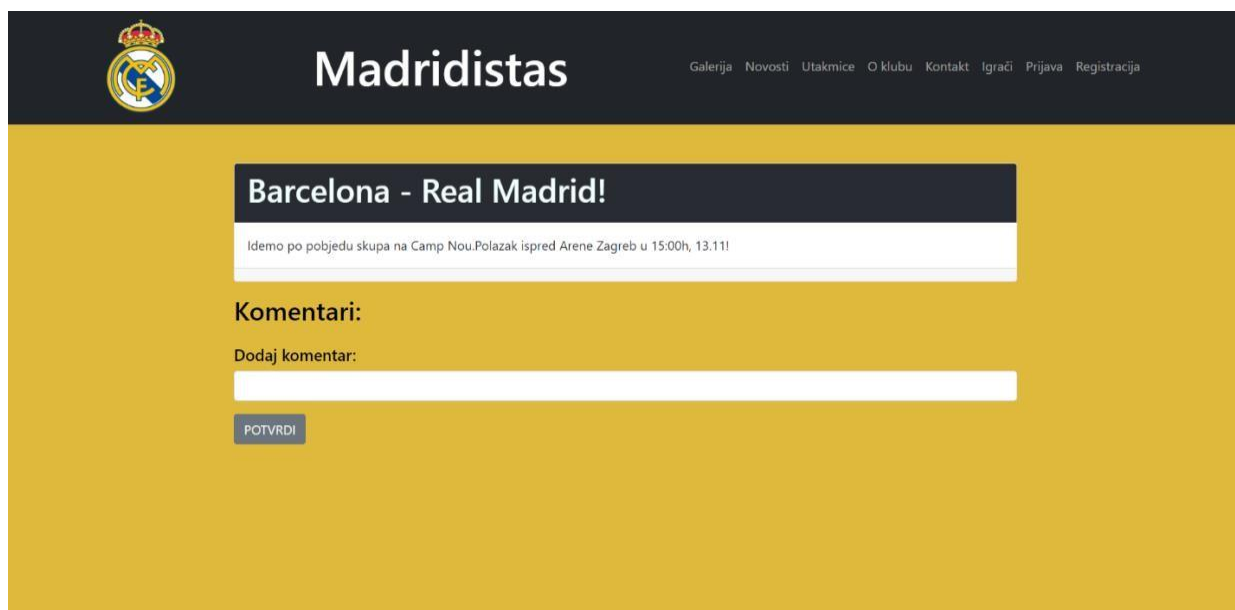 Madridistas
Galerija Novosti Utakmice O klubu Kontakt Igrači Prijava Registracija
Barcelona - Real Madrid!
Idemo po pobjedu skupa na Camp Nou.Polazak ispred Arene Zagreb u 15:00h, 13.11!
Komentari:
Dodaj komentar:
POTVRDI